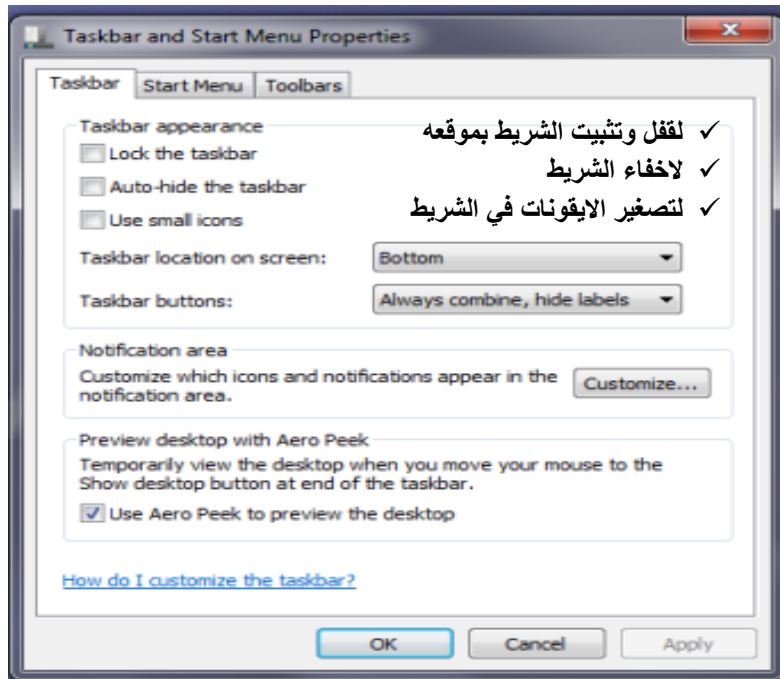 Taskbar and Start Menu Properties
Taskbar
Start Menu
Toolbars
Taskbar appearance
Lock the taskbar
✓ لقفل وتثبيت الشريط بموقعه
Auto-hide the taskbar
✓ لاخفاء الشريط
Use small icons
✓ لتصغير الايقونات في الشريط
Taskbar location on screen: Bottom
Taskbar buttons: Always combine, hide labels
Notification area
Customize which icons and notifications appear in the
notification area.
Customize...
Preview desktop with Aero Peek
Temporarily view the desktop when you move your mouse to the
Show desktop button at end of the taskbar.
Use Aero Peek to preview the desktop
How do I customize the taskbar?
OK
Cancel
Apply